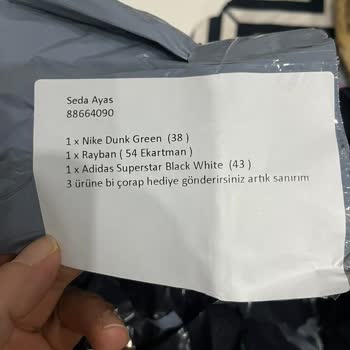 Seda Ayas
88664090
1 x Nike Dunk Green (38 )
1 x Rayban ( 54 Ekartman )
1 x Adidas Superstar Black White (43 )
3 ürüne bi çorap hediye gönderirsiniz artık sanırım